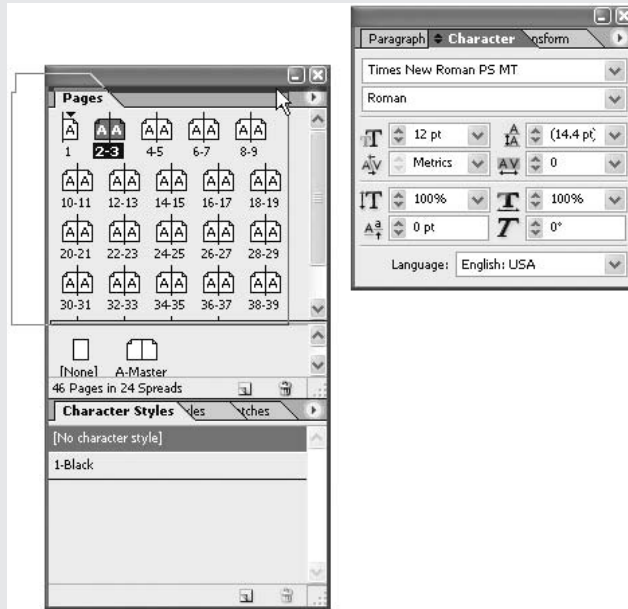 Pages
1 2-3 4-5 6-7 8-9
10-11 12-13 14-15 16-17 18-19
20-21 22-23 24-25 26-27 28-29
30-31 32-33 34-35 36-37 38-39
[None] A-Master
46 Pages in 24 Spreads
Character Styles les tches
[No character style]
1-Black
Paragraph Character nsform
Times New Roman PS MT
Roman
12 pt (14.4 pt)
Metrics 0
100% 100%
0 pt 0°
Language: English: USA